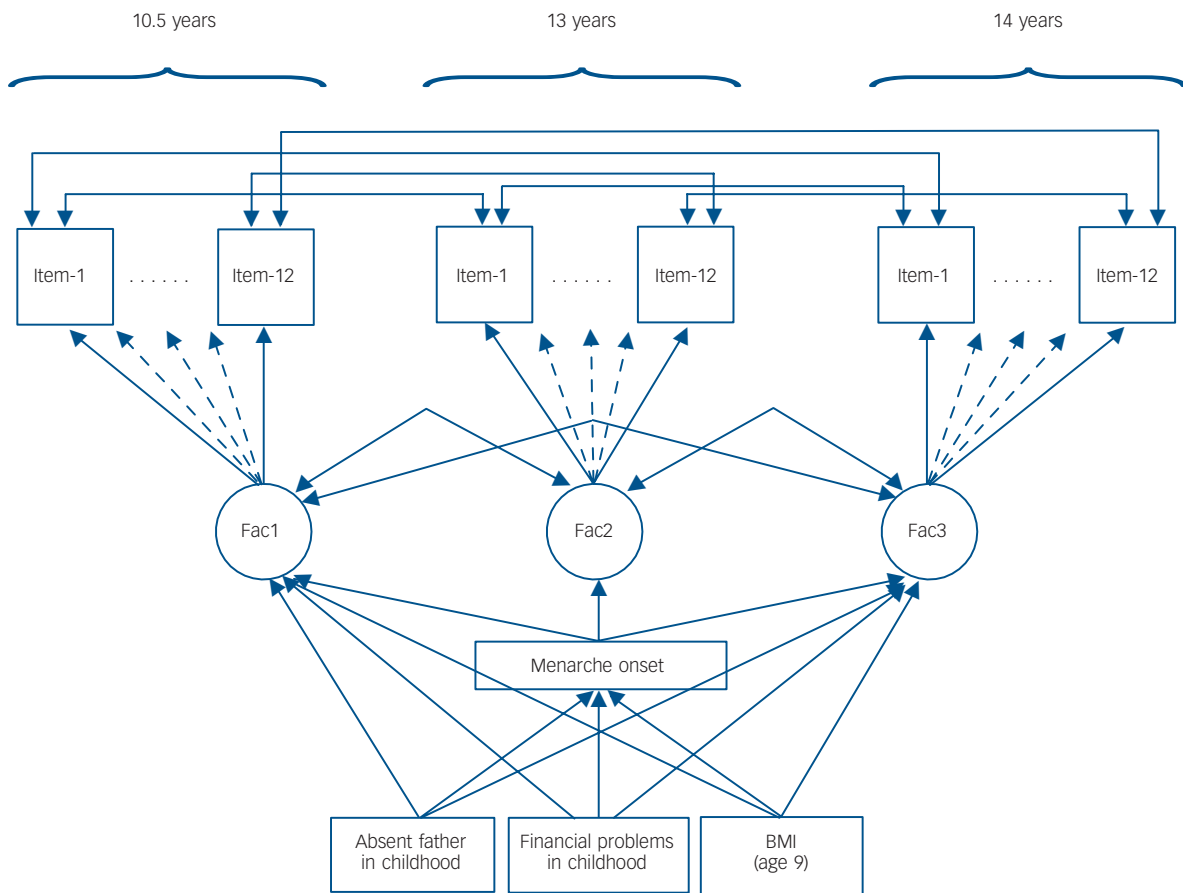 10.5 years
13 years
14 years
Item-1
. . . . . .
Item-12
Item-1
. . . . . .
Item-12
Item-1
. . . . . .
Item-12
Fac1
Fac2
Fac3
Menarche onset
Absent father
in childhood
Financial problems
in childhood
BMI
(age 9)